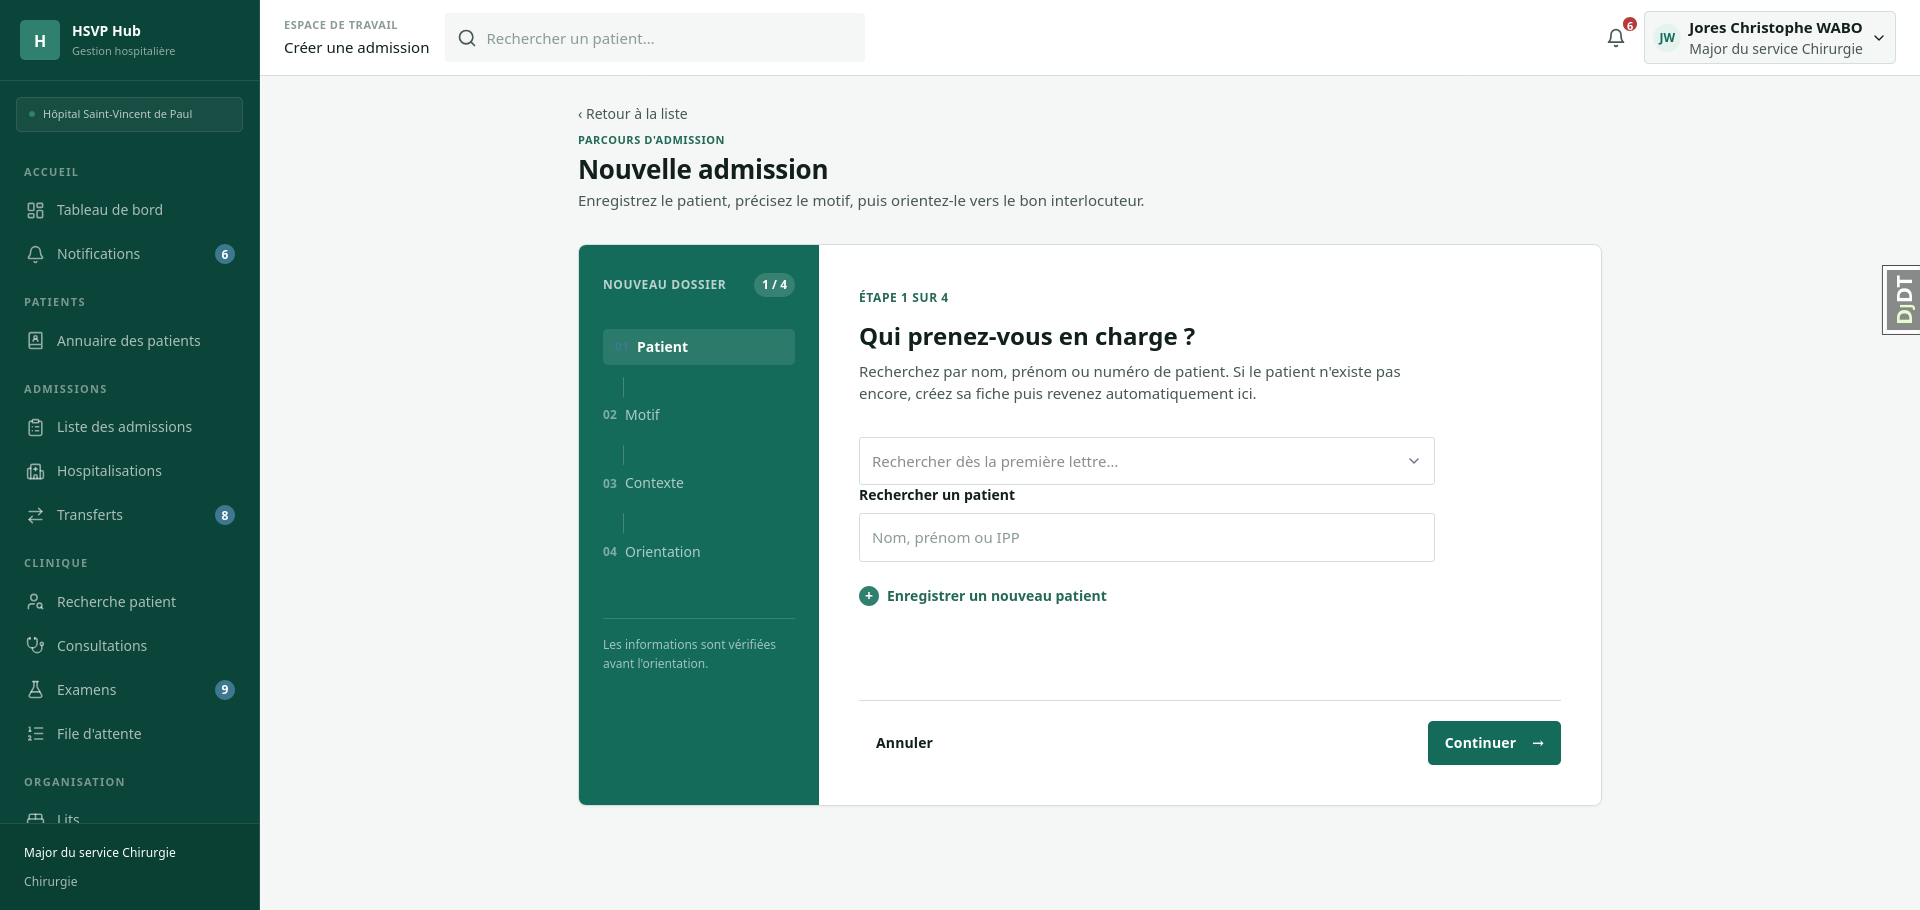 H
HSVP Hub
Gestion hospitalière
Hôpital Saint-Vincent de Paul
ACCUEIL
Tableau de bord
Notifications 6
PATIENTS
Annuaire des patients
ADMISSIONS
Liste des admissions
Hospitalisations
Transferts 8
CLINIQUE
Recherche patient
Consultations
Examens 9
File d'attente
ORGANISATION
Lits
Major du service Chirurgie
Chirurgie
ESPACE DE TRAVAIL
Créer une admission
Rechercher un patient...
6
JW
Jores Christophe WABO
Major du service Chirurgie
‹ Retour à la liste
PARCOURS D'ADMISSION
Nouvelle admission
Enregistrez le patient, précisez le motif, puis orientez-le vers le bon interlocuteur.
NOUVEAU DOSSIER 1 / 4
01 Patient
02 Motif
03 Contexte
04 Orientation
Les informations sont vérifiées
avant l'orientation.
ÉTAPE 1 SUR 4
Qui prenez-vous en charge ?
Recherchez par nom, prénom ou numéro de patient. Si le patient n'existe pas
encore, créez sa fiche puis revenez automatiquement ici.
Rechercher dès la première lettre...
Rechercher un patient
Nom, prénom ou IPP
+ Enregistrer un nouveau patient
Annuler
Continuer →
DjDT